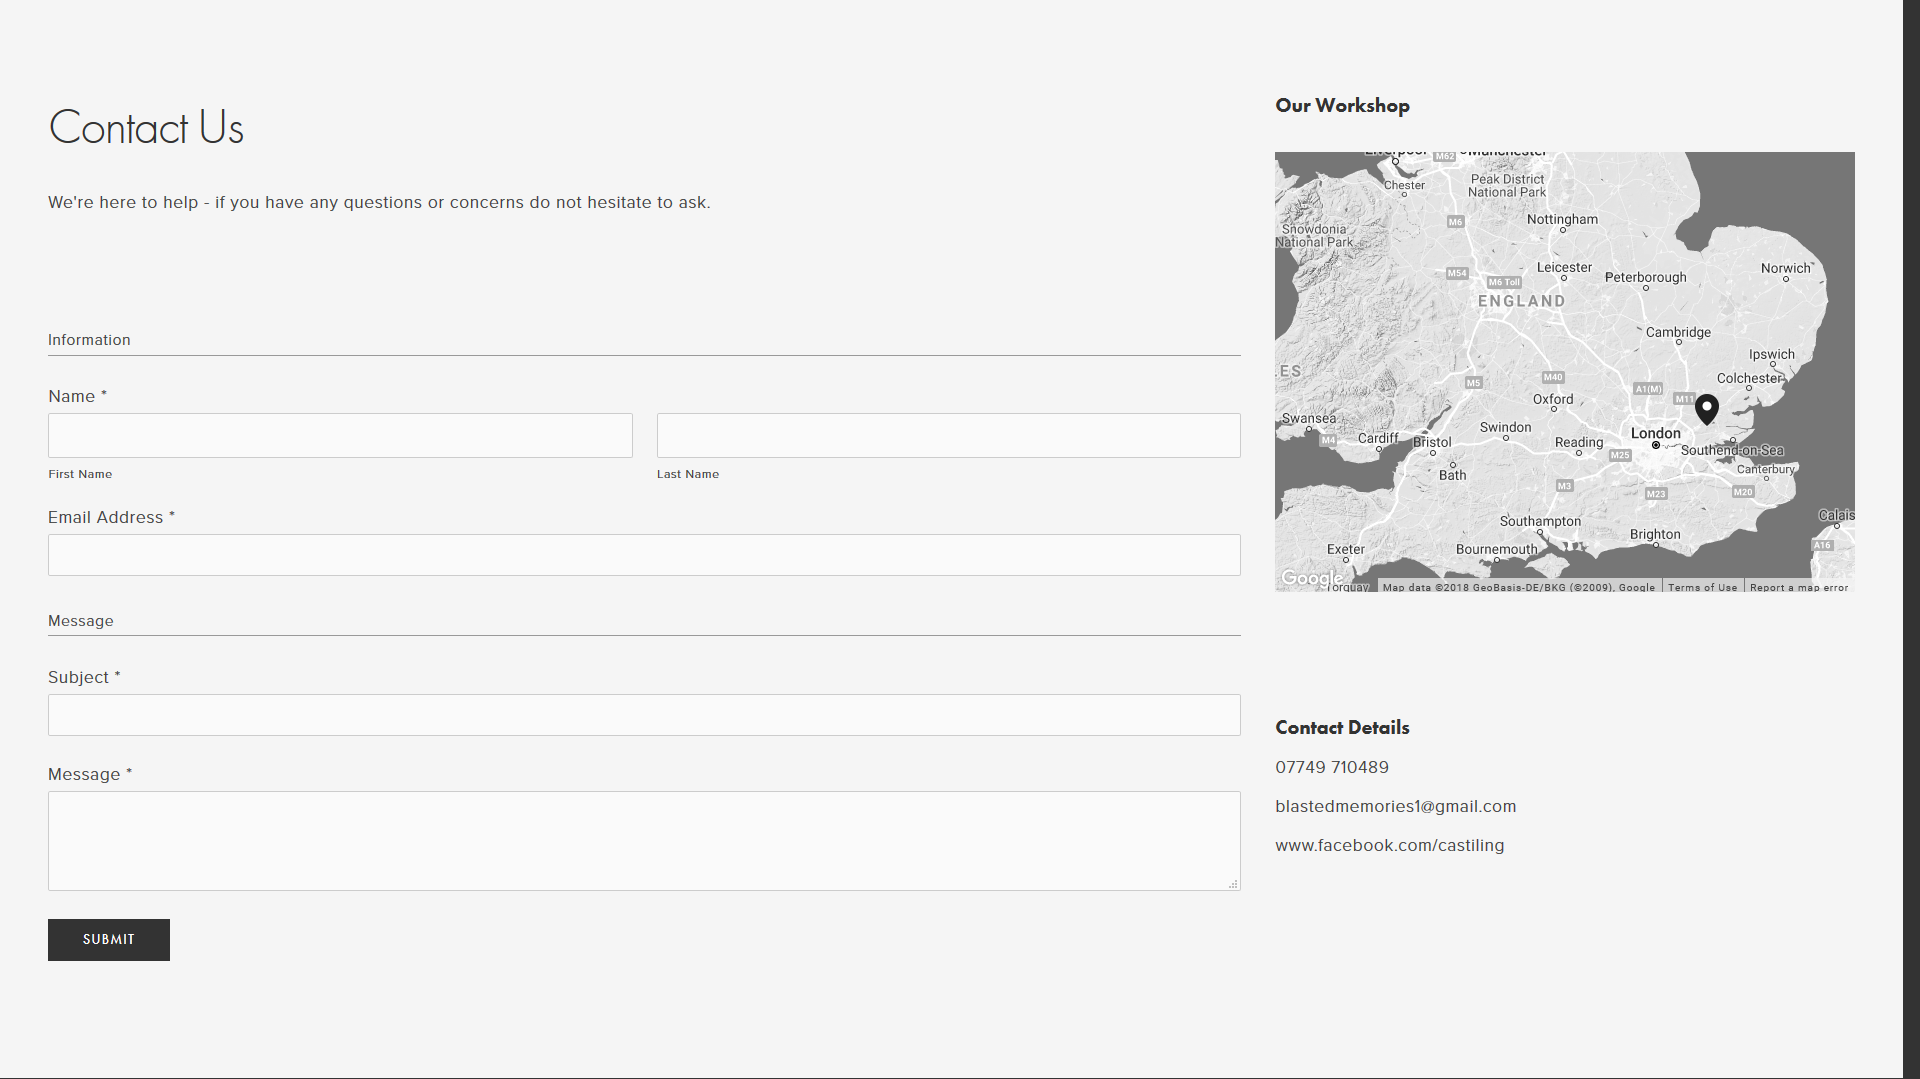 Contact Us
We're here to help - if you have any questions or concerns do not hesitate to ask.
Information
Name *
First Name
Last Name
Email Address *
Message
Subject *
Message *
SUBMIT
Our Workshop
Liverpool
M62
Manchester
Chester
Peak District
National Park
M6
Nottingham
Snowdonia
National Park
M54
M6 Toll
Leicester
Peterborough
Norwich
ENGLAND
Cambridge
Ipswich
LES
M5
M40
A1(M)
M11
Colchester
Oxford
Swansea
M4
Cardiff
Bristol
Swindon
Reading
London
M25
Southend-on-Sea
Bath
Canterbury
M3
M23
M20
Southampton
Brighton
Calais
Exeter
Bournemouth
A16
Google
Torquay
Map data ©2018 GeoBasis-DE/BKG (©2009), Google
Terms of Use
Report a map error
Contact Details
07749 710489
blastedmemories1@gmail.com
www.facebook.com/castiling